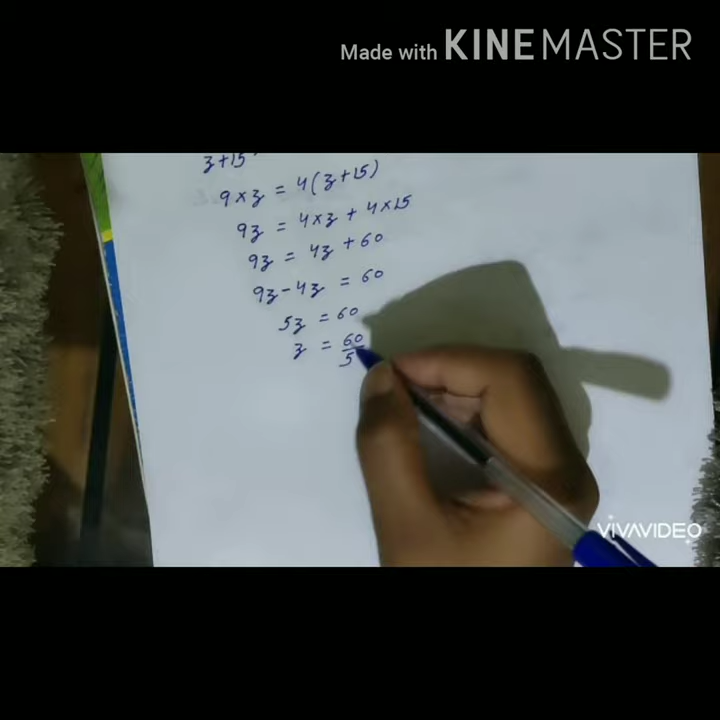 Made with KINEMASTER
z+15
9×z = 4(z+15)
9z = 4×z + 4×15
9z = 4z + 60
9z-4z = 60
5z = 60
z = 60/5
VIVAVIDEO